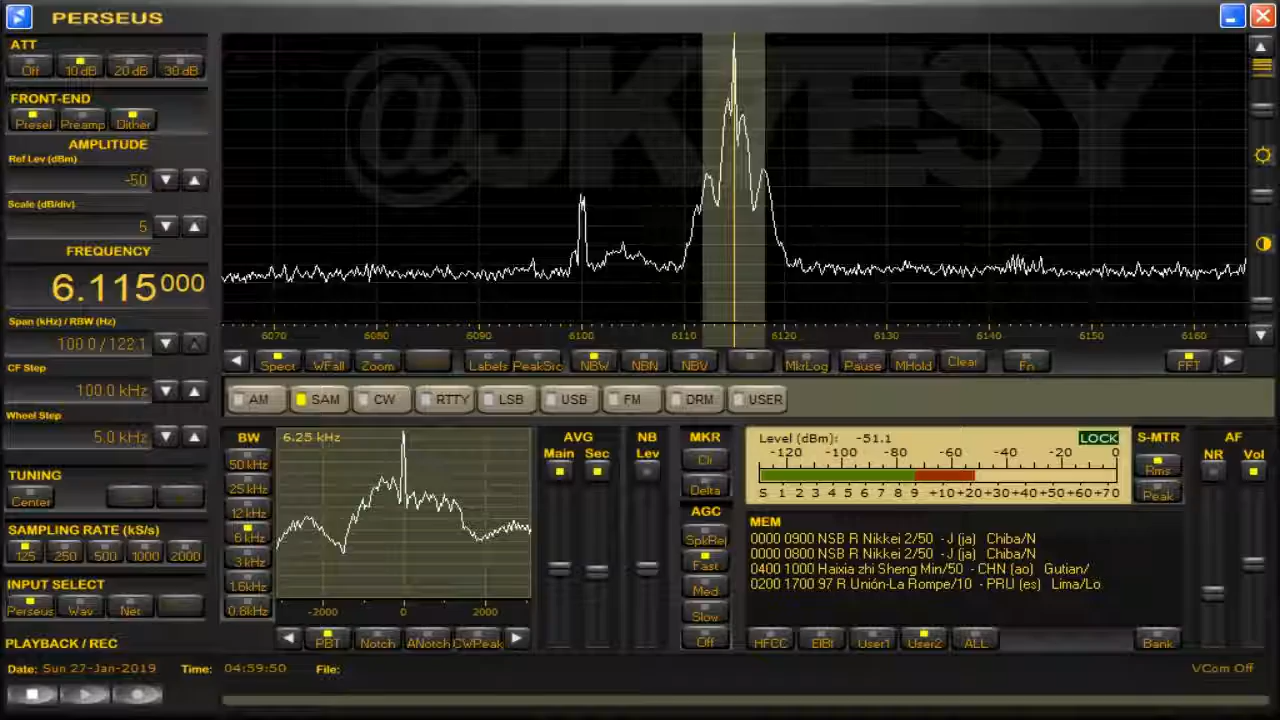 PERSEUS
@JK7ESY
ATT
Off 10 dB 20 dB 30 dB
FRONT-END
Presel Preamp Dither
AMPLITUDE
Ref Lev (dBm)
-50
Scale (dB/div)
5
FREQUENCY
6.115000
Span (kHz) / RBW (Hz)
100.0 / 122.1
CF Step
100.0 kHz
Wheel Step
5.0 kHz
TUNING
Center
SAMPLING RATE (kS/s)
125 250 500 1000 2000
INPUT SELECT
Perseus Wav Net
PLAYBACK / REC
Date: Sun 27-Jan-2019 Time: 04:59:50 File:
6070 6080 6090 6100 6110 6120 6130 6140 6150 6160
Spect WFall Zoom Labels PeakSrc NBW NBN NBV MkrLog Pause MHold Clear Fn FFT
AM SAM CW RTTY LSB USB FM DRM USER
BW
50 kHz
25 kHz
12 kHz
6 kHz
3 kHz
1.6kHz
0.8kHz
6.25 kHz
-2000 0 2000
PBT Notch ANotch CWPeak
AVG
Main Sec
NB
Lev
MKR
Clr
Delta
AGC
SpkRej
Fast
Med
Slow
Off
Level (dBm): -51.1 LOCK
-120 -100 -80 -60 -40 -20 0
S 1 2 3 4 5 6 7 8 9 +10 +20 +30 +40 +50 +60 +70
S-MTR
Rms
Peak
AF
NR Vol
MEM
0000 0900 NSB R Nikkei 2/50 - J (ja) Chiba/N
0000 0800 NSB R Nikkei 2/50 - J (ja) Chiba/N
0400 1000 Haixia zhi Sheng Min/50 - CHN (ao) Gutian/
0200 1700 97 R Unión-La Rompe/10 - PRU (es) Lima/Lo
HFCC EIBI User1 User2 ALL Bank
VCom Off